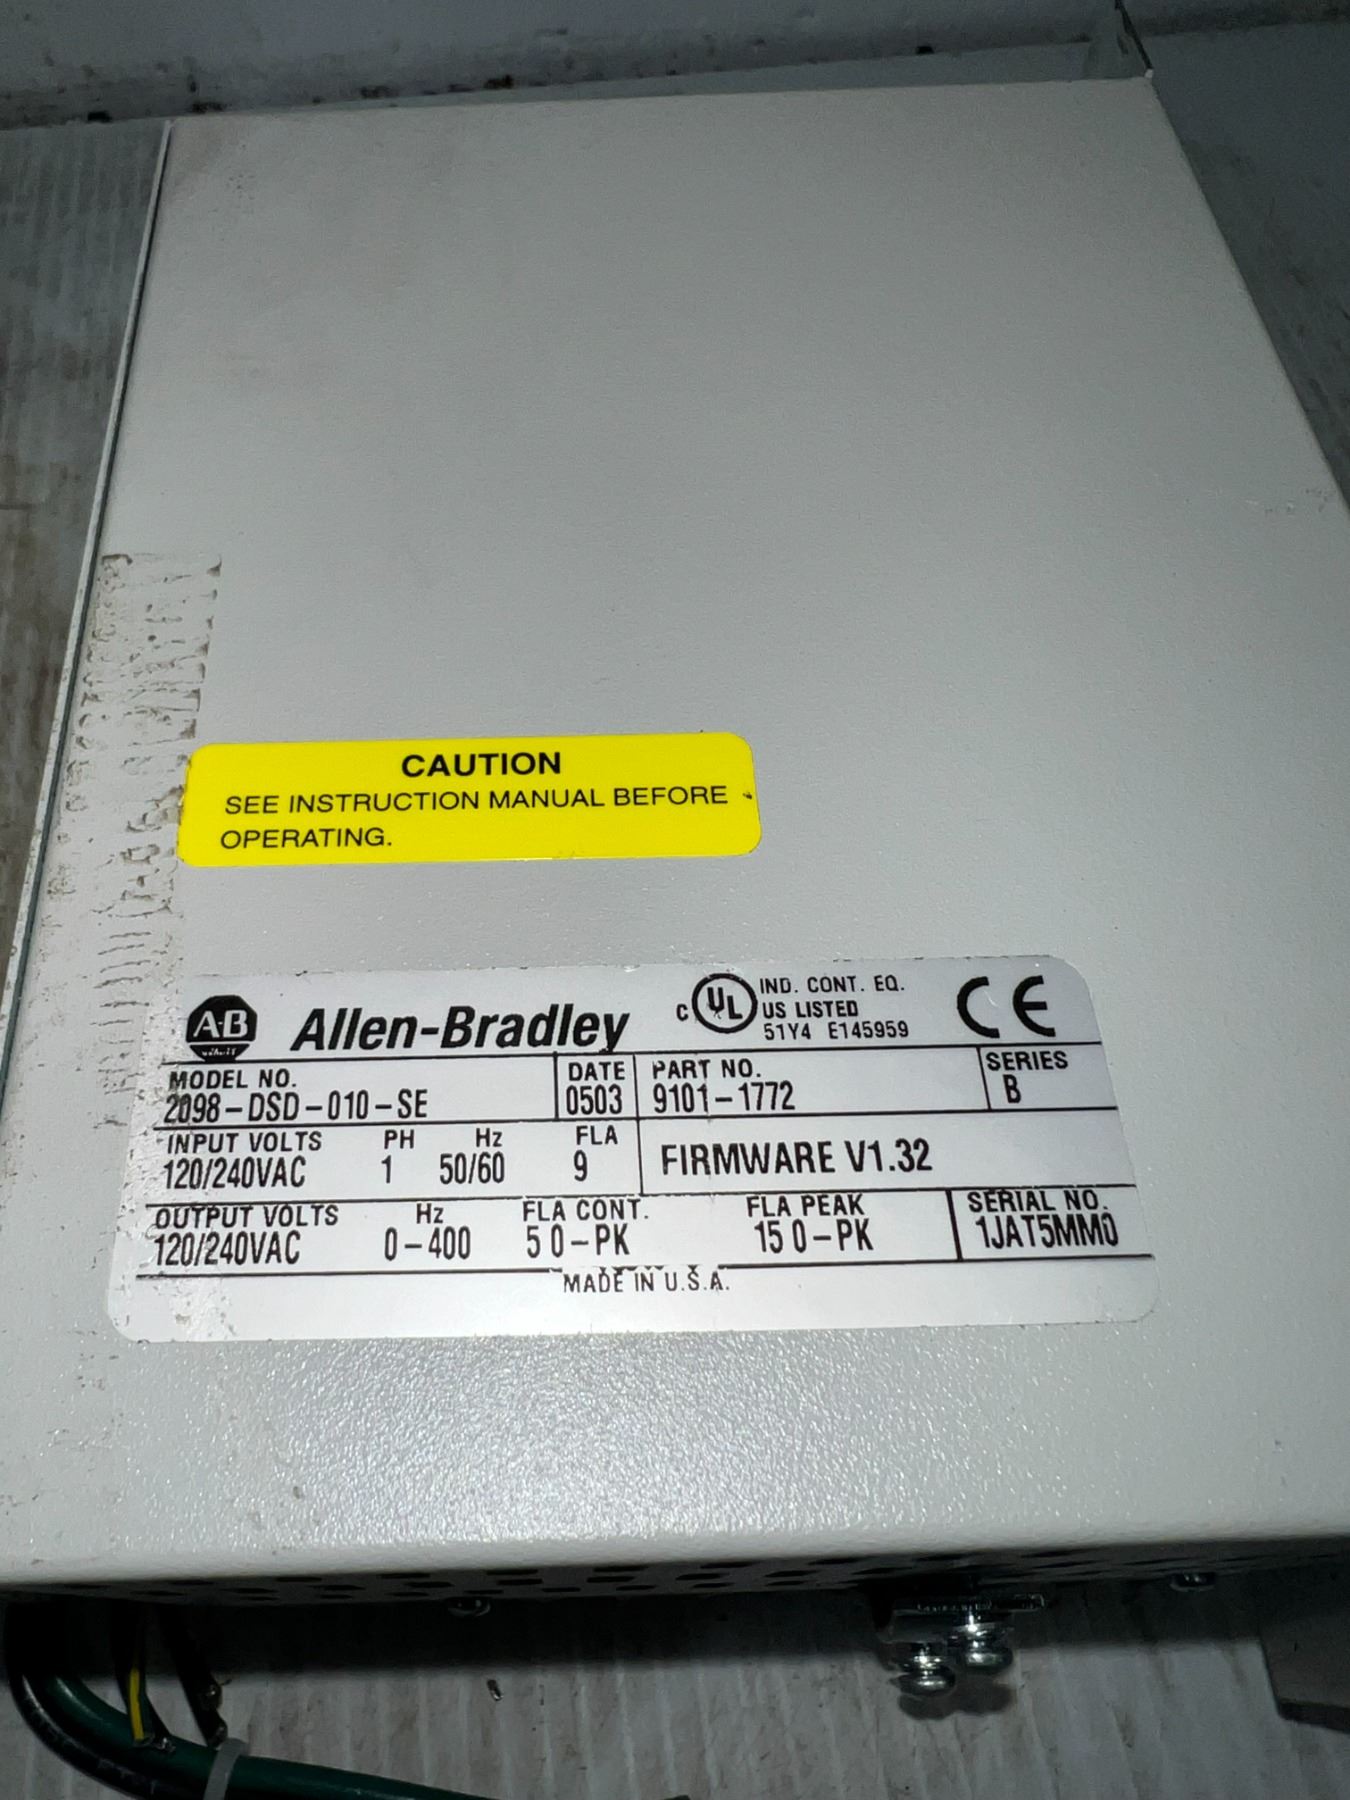 CAUTION
SEE INSTRUCTION MANUAL BEFORE
OPERATING.
A-B
Allen-Bradley
C UL
IND. CONT. EQ.
US LISTED
51Y4 E145959
CE
MODEL NO. DATE PART NO. SERIES
2098-DSD-010-SE 0503 9101-1772 B
INPUT VOLTS PH Hz FLA
120/240VAC 1 50/60 9 FIRMWARE V1.32
OUTPUT VOLTS Hz FLA CONT. FLA PEAK SERIAL NO.
120/240VAC 0-400 5 0-PK 15 0-PK 1JAT5MM0
MADE IN U.S.A.